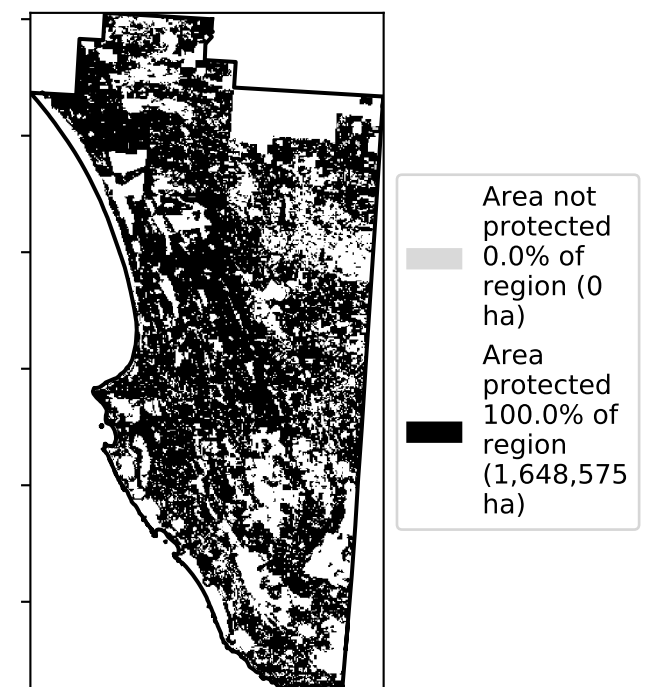 Area not
protected
0.0% of
region (0
ha)
Area
protected
100.0% of
region
(1,648,575
ha)